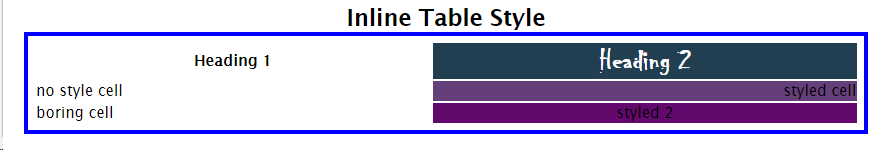 Inline Table Style
Heading 1 Heading 2
no style cell styled cell
boring cell styled 2